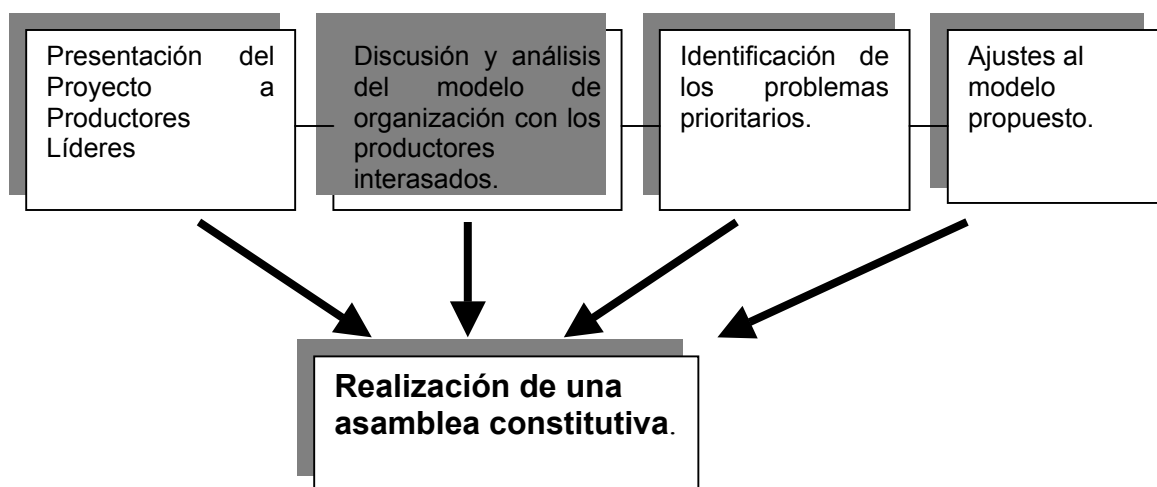 Presentación del
Proyecto a
Productores
Líderes
Discusión y análisis
del modelo de
organización con los
productores
interasados.
Identificación de
los problemas
prioritarios.
Ajustes al
modelo
propuesto.
Realización de una
asamblea constitutiva.